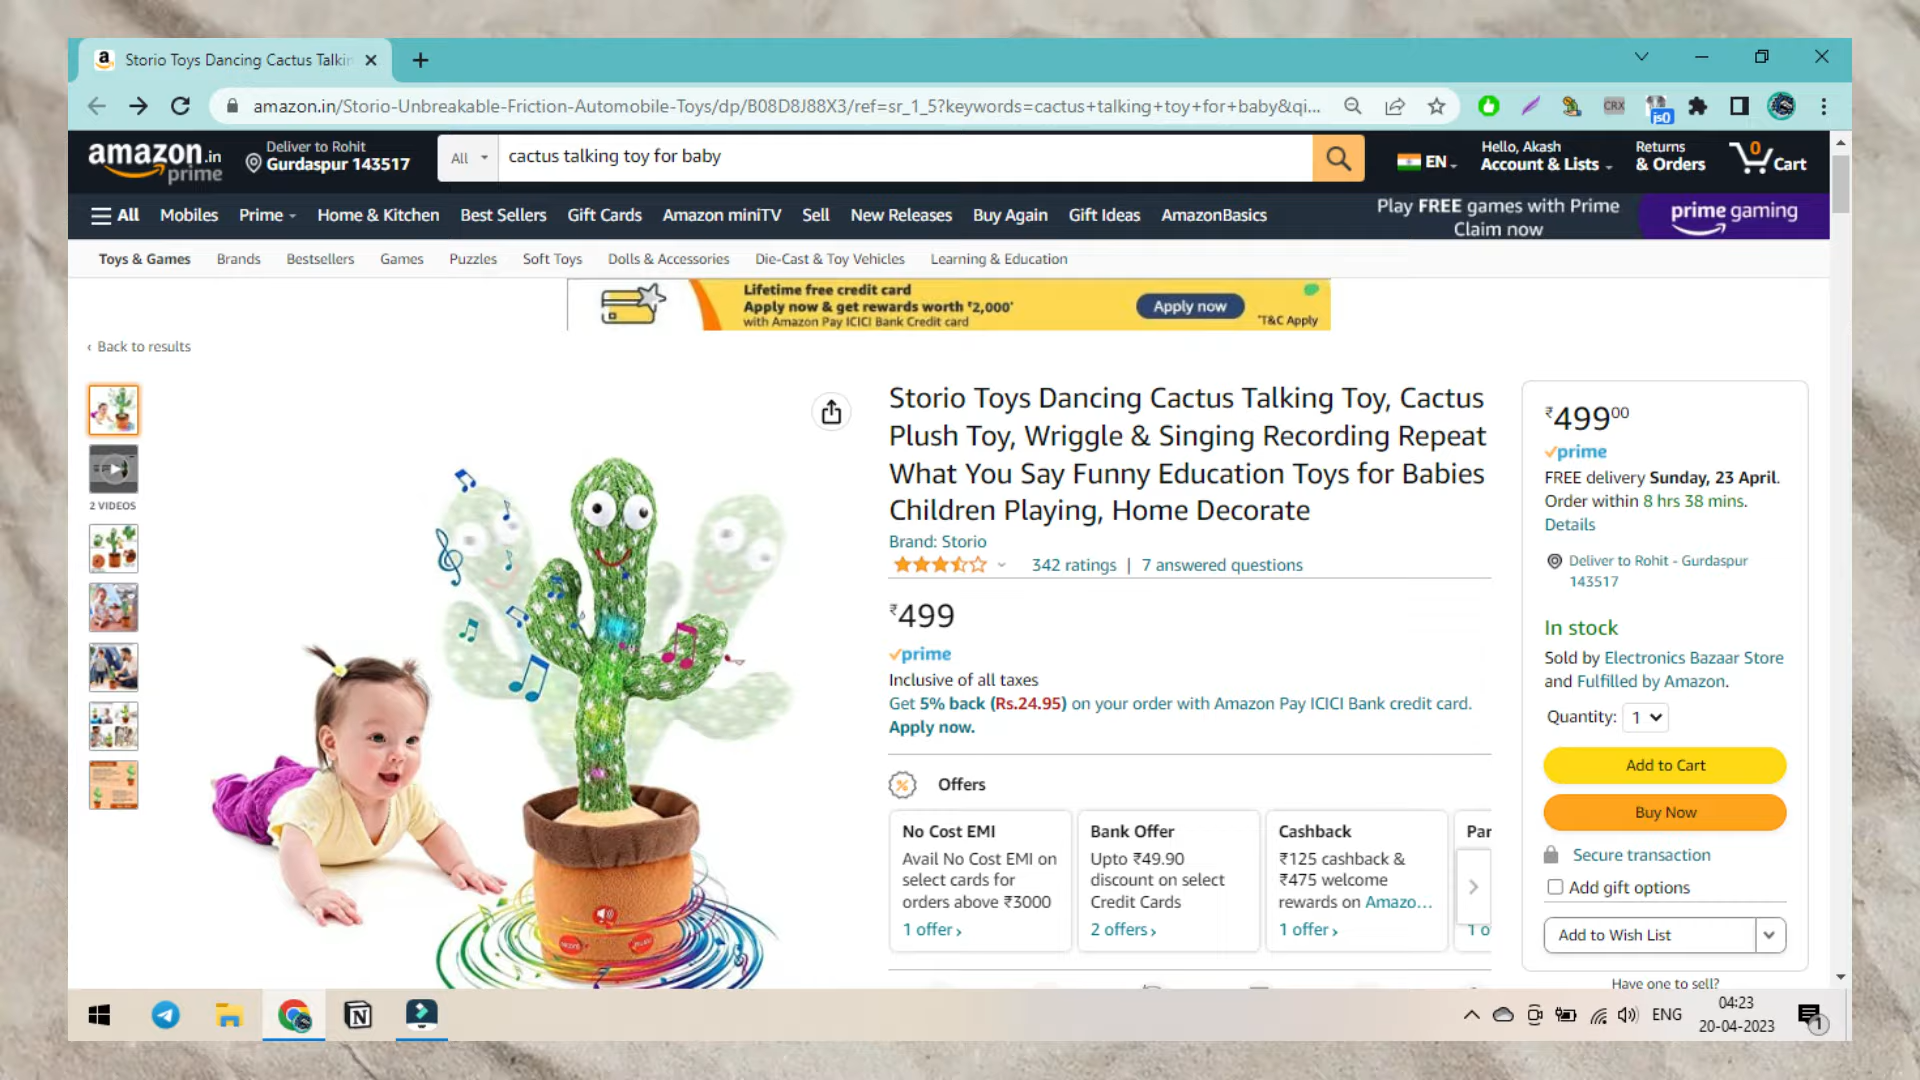 Storio Toys Dancing Cactus Talkin
amazon.in/Storio-Unbreakable-Friction-Automobile-Toys/dp/B08D8J88X3/ref=sr_1_5?keywords=cactus+talking+toy+for+baby&qi...
CRX
js0
amazon.in
prime
Deliver to Rohit
Gurdaspur 143517
All
cactus talking toy for baby
EN
Hello, Akash
Account & Lists
Returns
& Orders
0
Cart
All
Mobiles
Prime
Home & Kitchen
Best Sellers
Gift Cards
Amazon miniTV
Sell
New Releases
Buy Again
Gift Ideas
AmazonBasics
Play FREE games with Prime
Claim now
prime gaming
Toys & Games
Brands
Bestsellers
Games
Puzzles
Soft Toys
Dolls & Accessories
Die-Cast & Toy Vehicles
Learning & Education
Lifetime free credit card
Apply now & get rewards worth ₹2,000*
with Amazon Pay ICICI Bank Credit card
Apply now
*T&C Apply
‹ Back to results
2 VIDEOS
Storio Toys Dancing Cactus Talking Toy, Cactus
Plush Toy, Wriggle & Singing Recording Repeat
What You Say Funny Education Toys for Babies
Children Playing, Home Decorate
Brand: Storio
342 ratings | 7 answered questions
₹499
prime
Inclusive of all taxes
Get 5% back (Rs.24.95) on your order with Amazon Pay ICICI Bank credit card.
Apply now.
Offers
No Cost EMI
Avail No Cost EMI on
select cards for
orders above ₹3000
1 offer ›
Bank Offer
Upto ₹49.90
discount on select
Credit Cards
2 offers ›
Cashback
₹125 cashback &
₹475 welcome
rewards on Amazo...
1 offer ›
Par
1 o
₹49900
prime
FREE delivery Sunday, 23 April.
Order within 8 hrs 38 mins.
Details
Deliver to Rohit - Gurdaspur
143517
In stock
Sold by Electronics Bazaar Store
and Fulfilled by Amazon.
Quantity: 1
Add to Cart
Buy Now
Secure transaction
Add gift options
Add to Wish List
Have one to sell?
ENG
04:23
20-04-2023
1